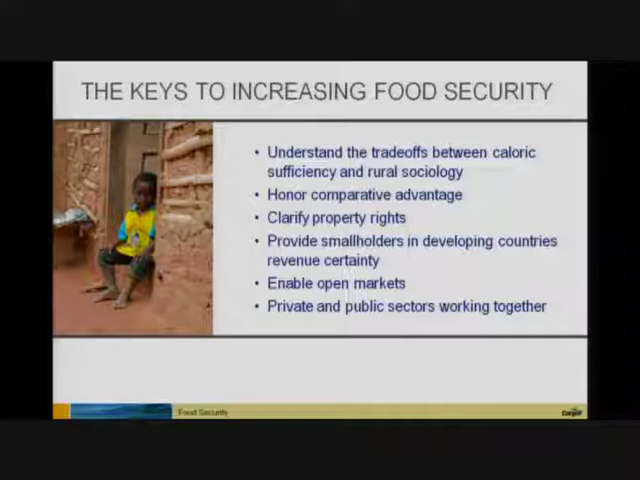 THE KEYS TO INCREASING FOOD SECURITY
• Understand the tradeoffs between caloric
sufficiency and rural sociology
• Honor comparative advantage
• Clarify property rights
• Provide smallholders in developing countries
revenue certainty
• Enable open markets
• Private and public sectors working together
Food Security
Cargill